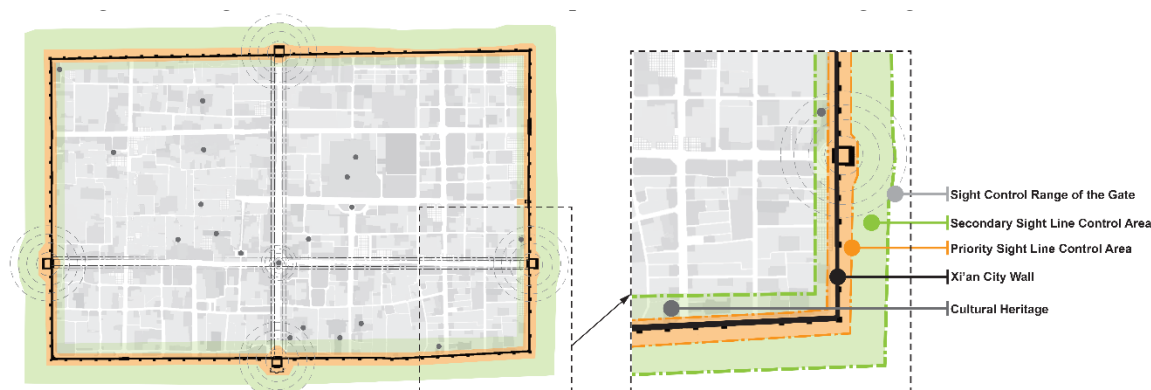 Sight Control Range of the Gate
Secondary Sight Line Control Area
Priority Sight Line Control Area
Xi'an City Wall
Cultural Heritage